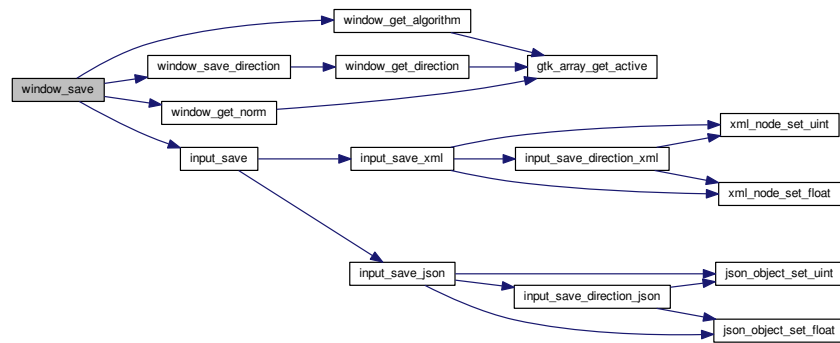 window_get_algorithm
window_save_direction
window_get_direction
gtk_array_get_active
window_save
window_get_norm
xml_node_set_uint
input_save
input_save_xml
input_save_direction_xml
xml_node_set_float
input_save_json
json_object_set_uint
input_save_direction_json
json_object_set_float